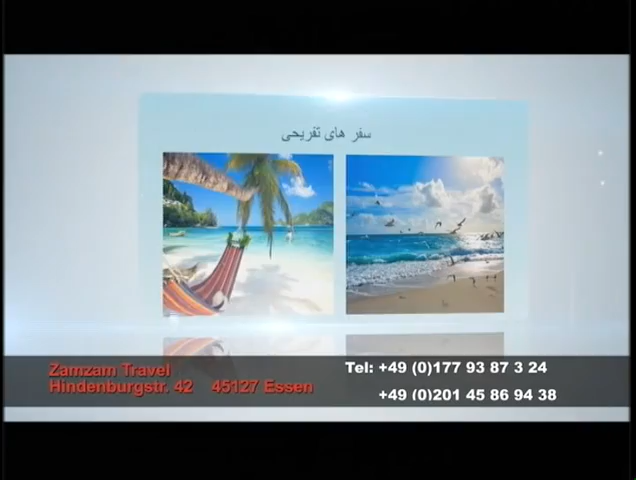 سفر های تفریحی
Zamzam Travel
Hindenburgstr. 42    45127 Essen
Tel: +49 (0)177 93 87 3 24
+49 (0)201 45 86 94 38